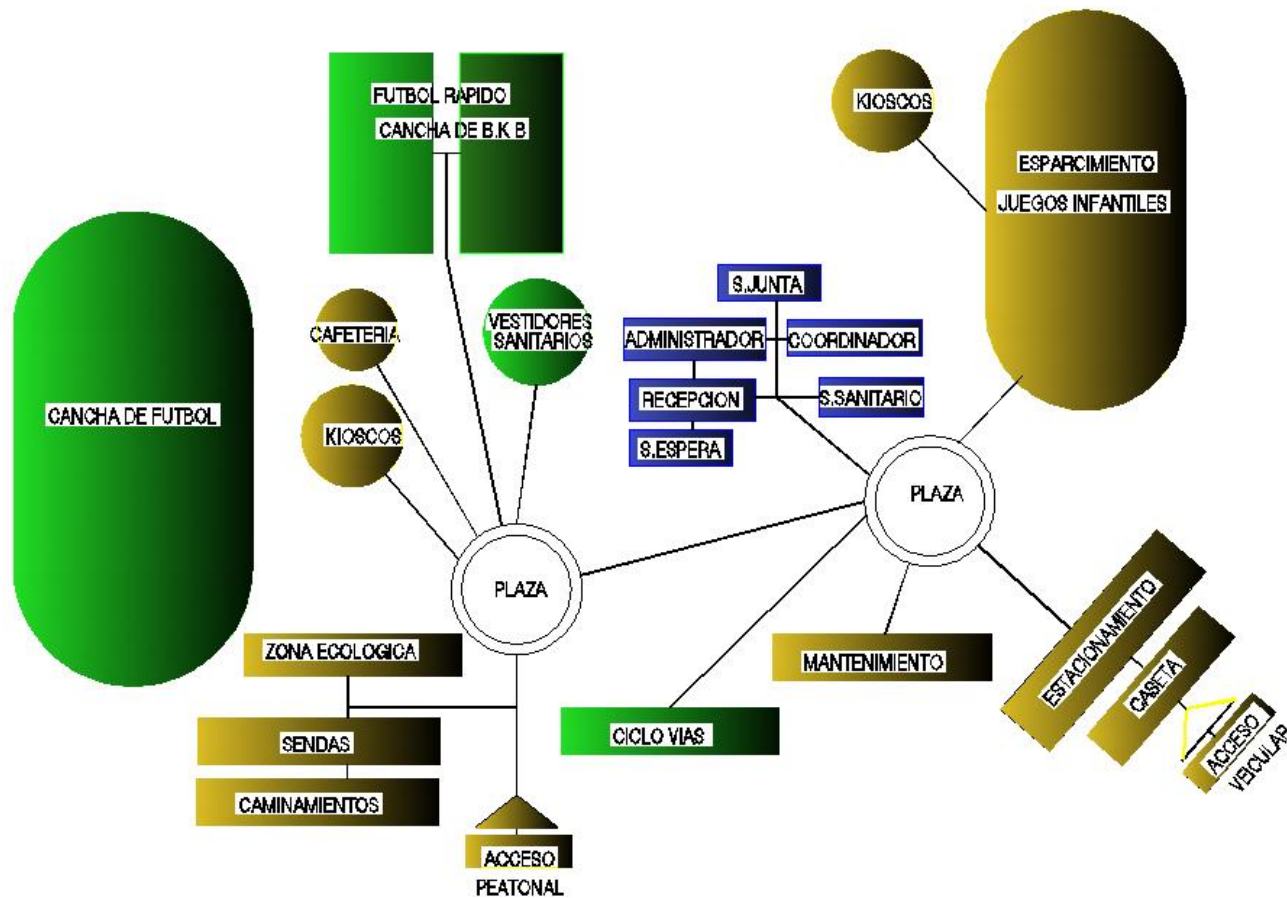 FUTBOL RAPIDO
CANCHA DE B.K B
KIOSCOS
ESPARCIMIENTO
JUEGOS INFANTILES
S.JUNTA
ADMINISTRADOR
COORDINADOR
RECEPCION
S.SANITARIO
S.ESPERA
CAFETERIA
VESTIDORES
SANITARIOS
KIOSCOS
CANCHA DE FUTBOL
PLAZA
PLAZA
ZONA ECOLOGICA
SENDAS
CAMINAMIENTOS
ACCESO
PEATONAL
CICLO VIAS
MANTENIMIENTO
ESTACIONAMIENTO
CASETA
ACCESO
VEICULAR